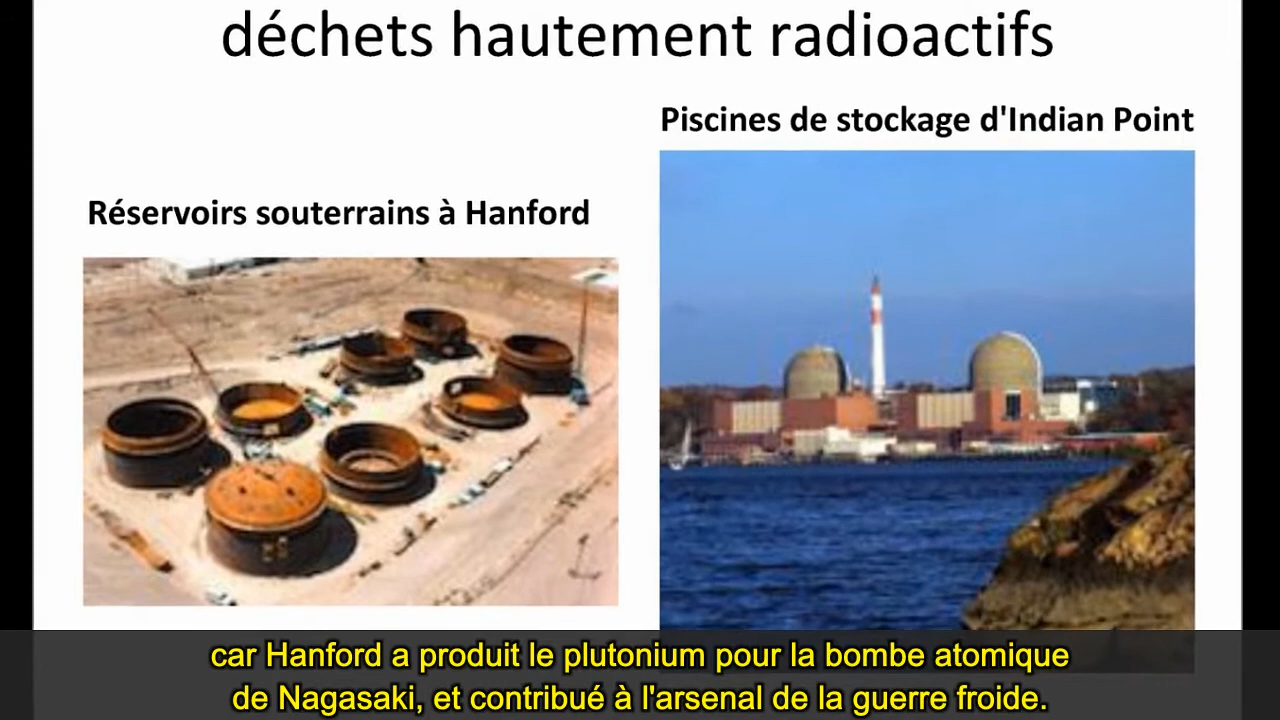 déchets hautement radioactifs
Piscines de stockage d'Indian Point
Réservoirs souterrains à Hanford
car Hanford a produit le plutonium pour la bombe atomique
de Nagasaki, et contribué à l'arsenal de la guerre froide.